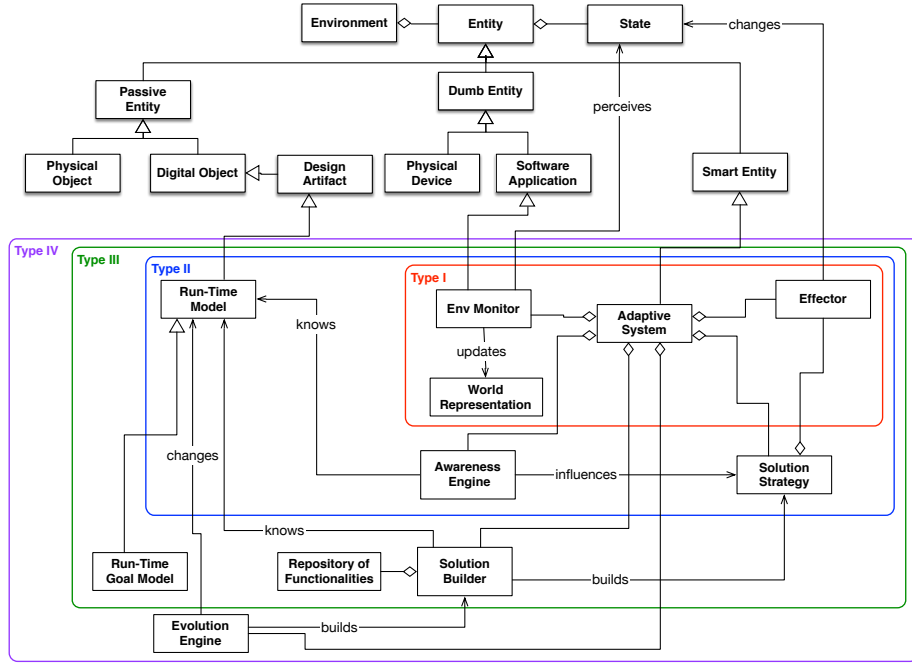 Environment
Entity
State
changes
Passive
Entity
Dumb Entity
perceives
Physical
Object
Digital Object
Design
Artifact
Physical
Device
Software
Application
Smart Entity
Type IV
Type III
Type II
Type I
Run-Time
Model
Env Monitor
Adaptive
System
Effector
knows
updates
World
Representation
changes
Awareness
Engine
influences
Solution
Strategy
knows
Run-Time
Goal Model
Repository of
Functionalities
Solution
Builder
builds
Evolution
Engine
builds